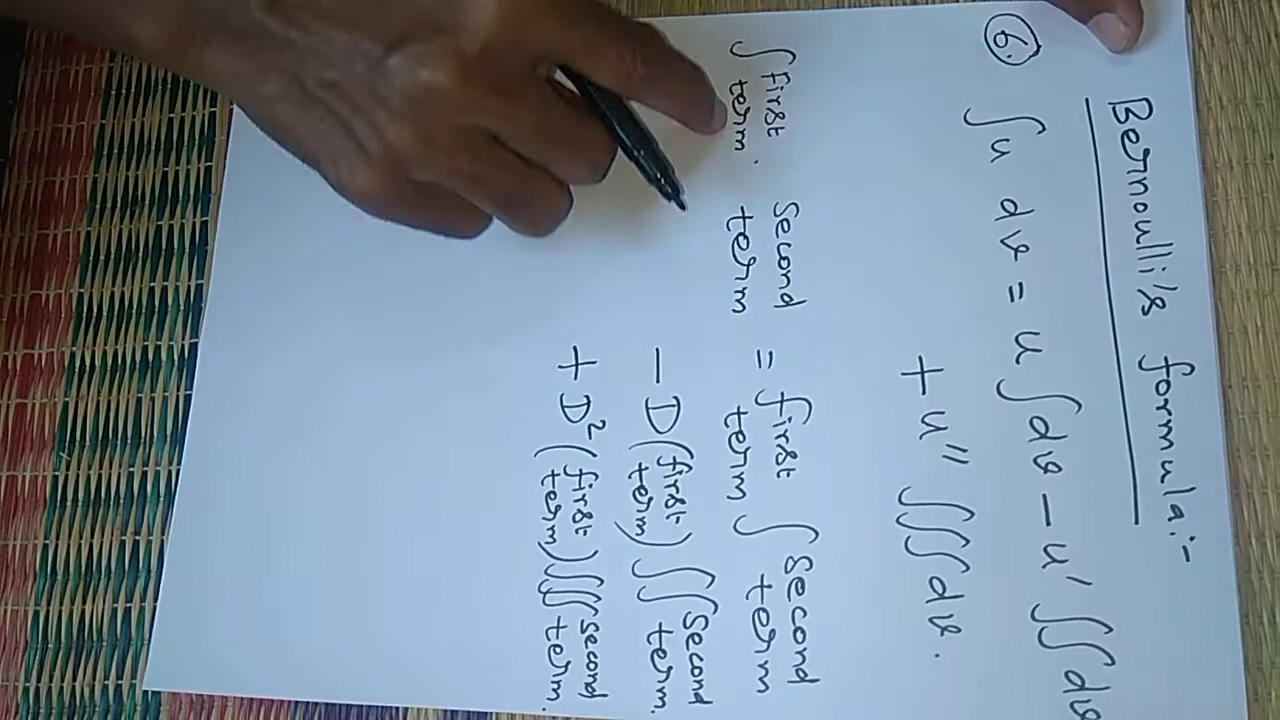 Bernoulli's formula:-
6. ∫u dv = u ∫dv - u' ∫∫dv
+ u'' ∫∫∫dv.
∫ first term . second term = first term ∫ second term
- D(first term) ∫∫ second term.
+ D² (first term) ∫∫∫ second term.